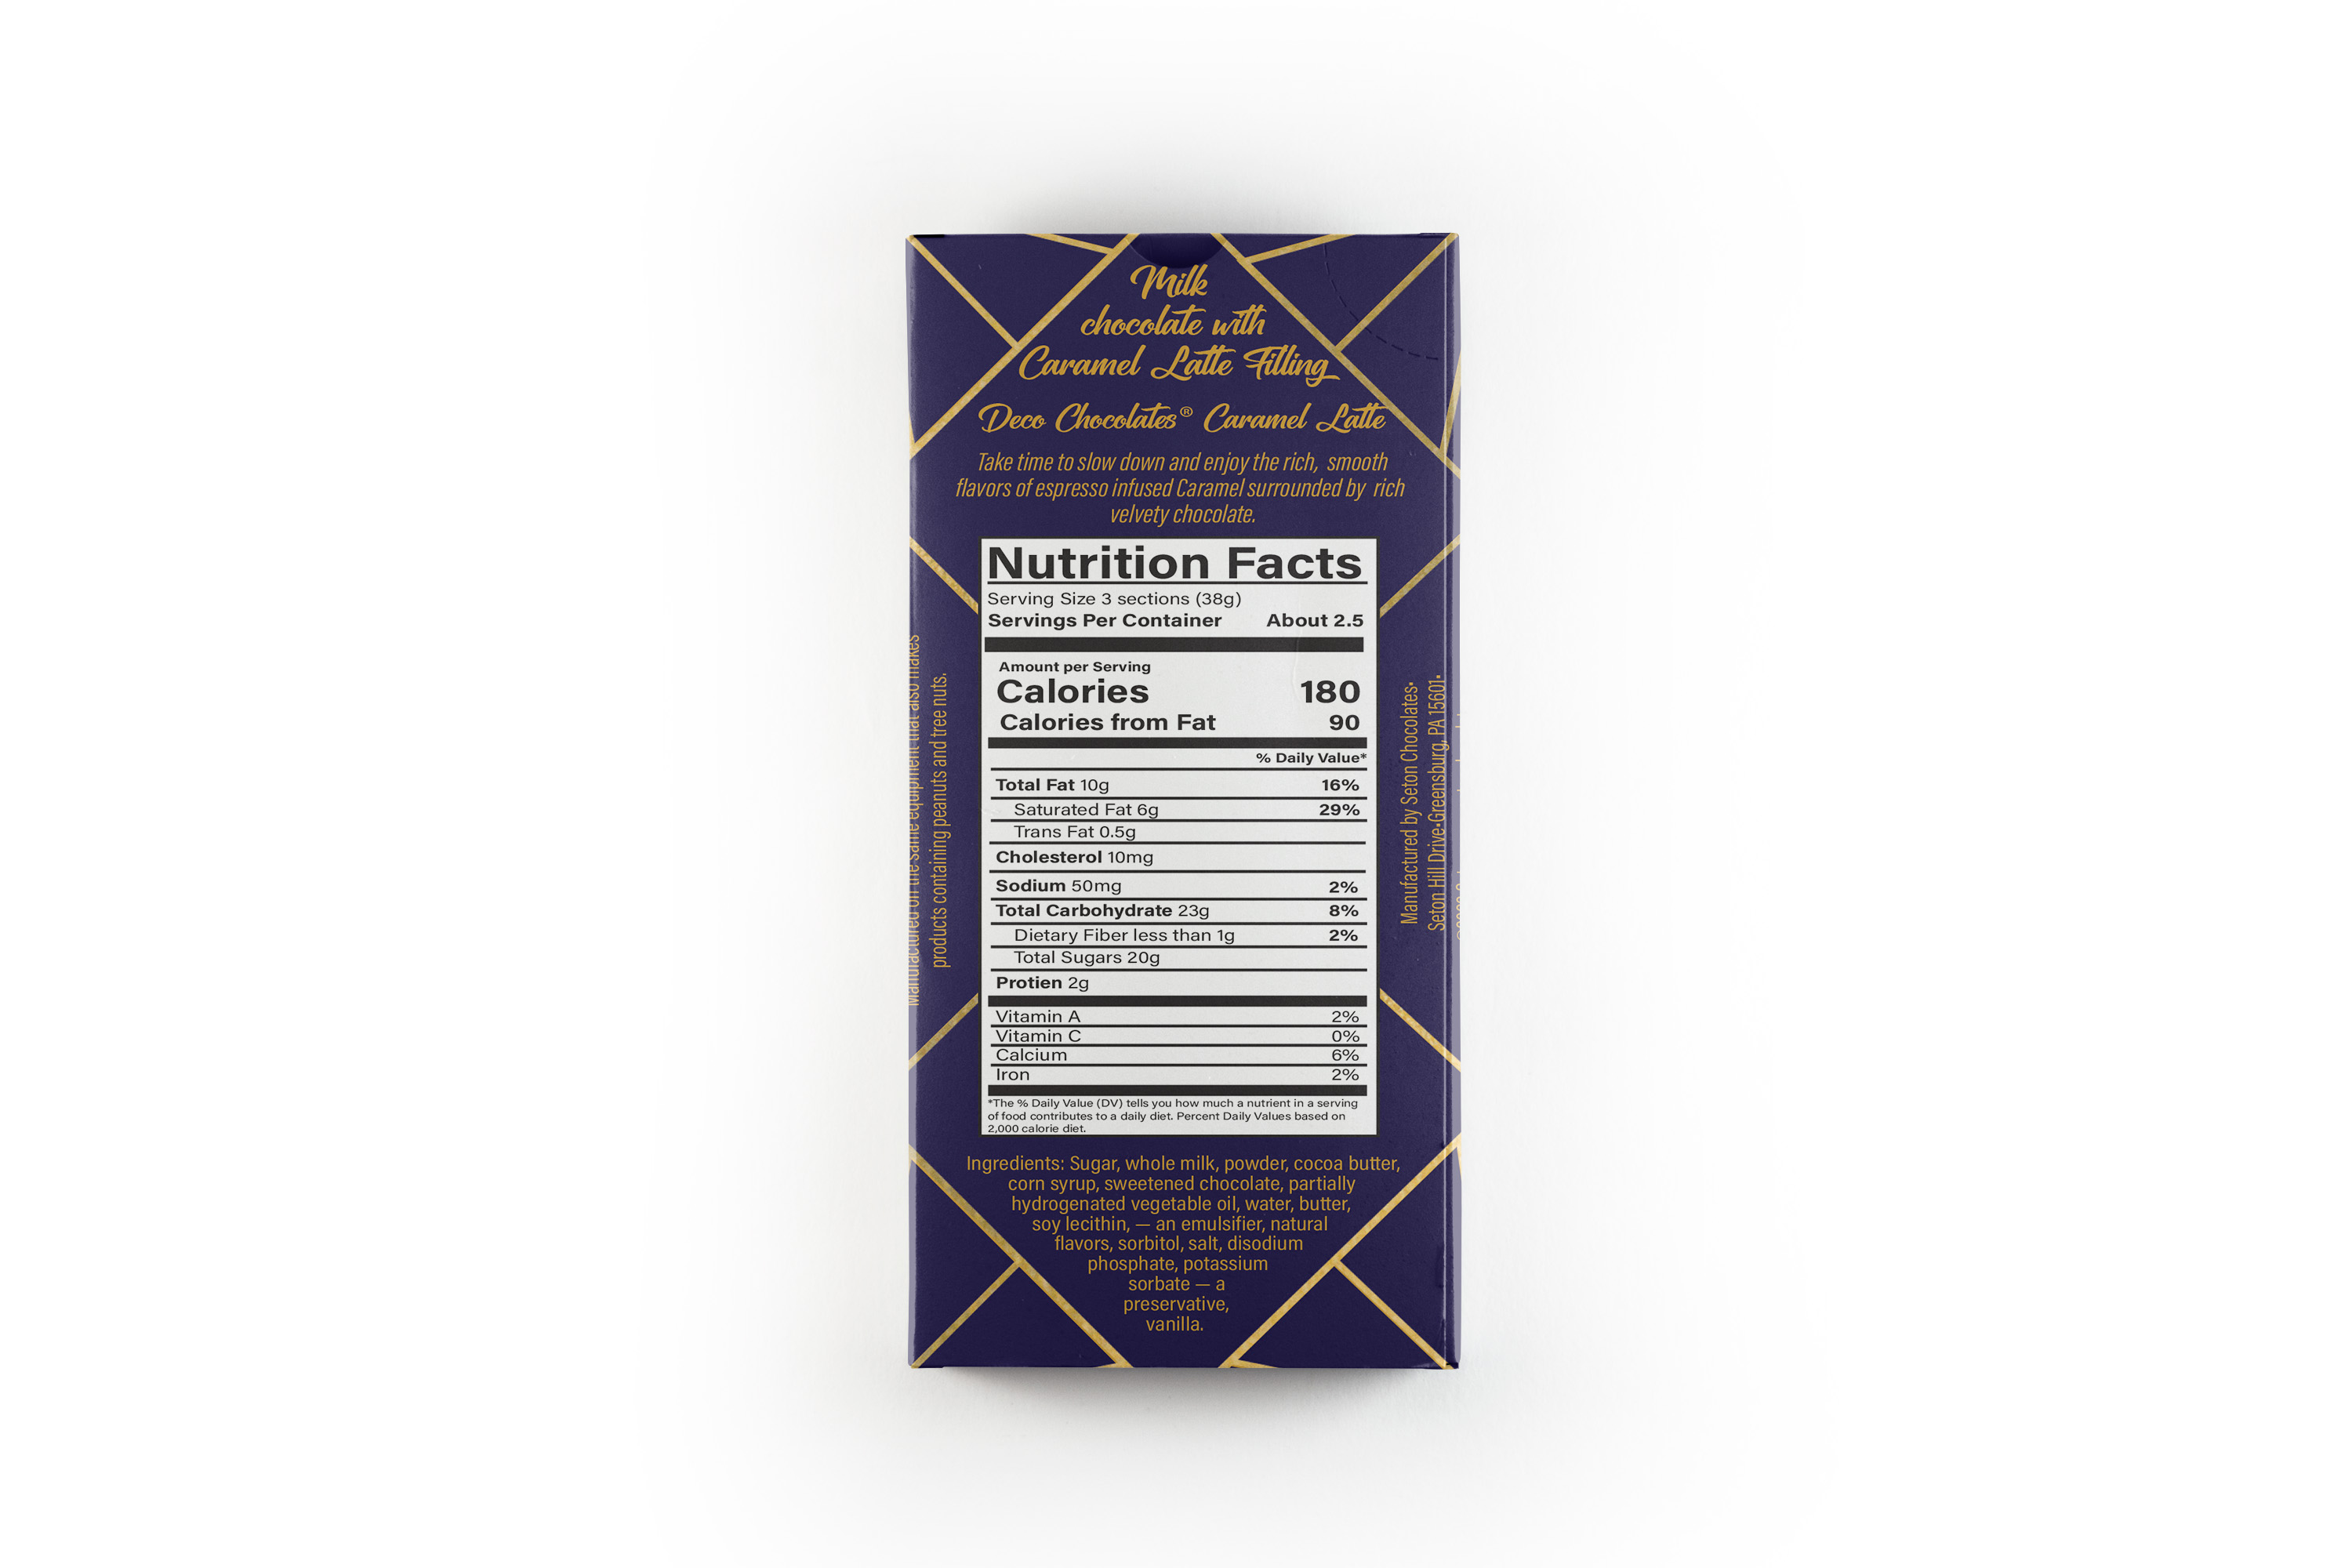 Milk
chocolate with
Caramel Latte Filling
Deco Chocolates® Caramel Latte
Take time to slow down and enjoy the rich, smooth
flavors of espresso infused Caramel surrounded by rich
velvety chocolate.
Nutrition Facts
Serving Size 3 sections (38g)
Servings Per Container About 2.5
Amount per Serving
Calories 180
Calories from Fat 90
% Daily Value*
Total Fat 10g 16%
Saturated Fat 6g 29%
Trans Fat 0.5g
Cholesterol 10mg
Sodium 50mg 2%
Total Carbohydrate 23g 8%
Dietary Fiber less than 1g 2%
Total Sugars 20g
Protien 2g
Vitamin A 2%
Vitamin C 0%
Calcium 6%
Iron 2%
*The % Daily Value (DV) tells you how much a nutrient in a serving
of food contributes to a daily diet. Percent Daily Values based on
2,000 calorie diet.
Ingredients: Sugar, whole milk, powder, cocoa butter,
corn syrup, sweetened chocolate, partially
hydrogenated vegetable oil, water, butter,
soy lecithin, — an emulsifier, natural
flavors, sorbitol, salt, disodium
phosphate, potassium
sorbate — a
preservative,
vanilla.
Manufactured on the same equipment that also makes
products containing peanuts and tree nuts.
Manufactured by Seton Chocolates•
Seton Hill Drive•Greensburg, PA 15601•